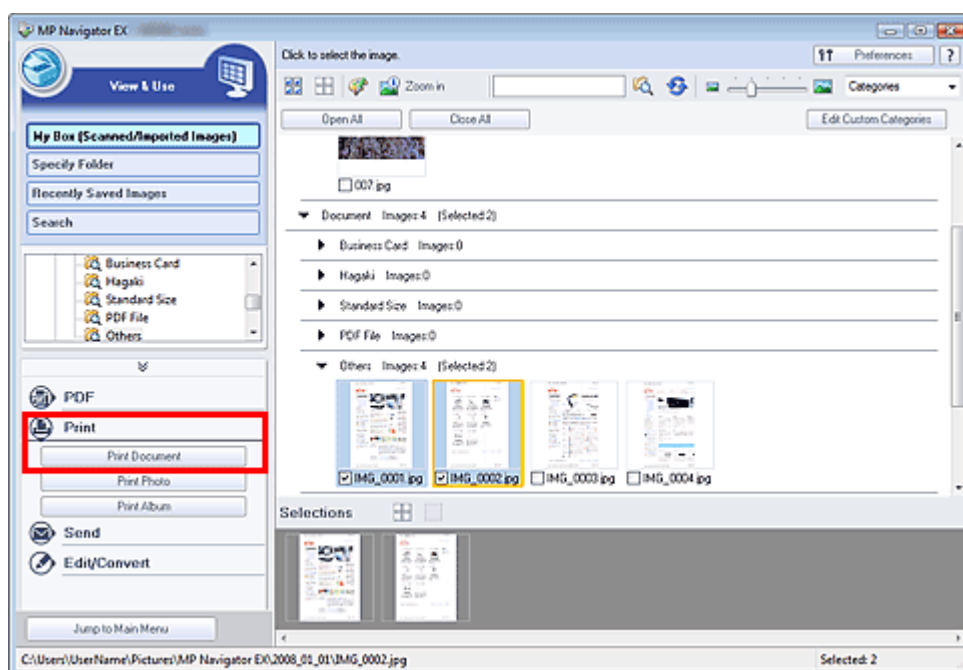 MP Navigator EX
View & Use
My Box (Scanned/Imported Images)
Specify Folder
Recently Saved Images
Search
Business Card
Hagaki
Standard Size
PDF File
Others
PDF
Print
Print Document
Print Photo
Print Album
Send
Edit/Convert
Jump to Main Menu
Click to select the image.
Preferences
?
Zoom in
Categories
Open All
Close All
Edit Custom Categories
007.jpg
Document Images:4 (Selected:2)
Business Card Images:0
Hagaki Images:0
Standard Size Images:0
PDF File Images:0
Others Images:4 (Selected:2)
IMG_0001.jpg
IMG_0002.jpg
IMG_0003.jpg
IMG_0004.jpg
Selections
C:\Users\UserName\Pictures\MP Navigator EX\2008_01_01\IMG_0002.jpg
Selected: 2